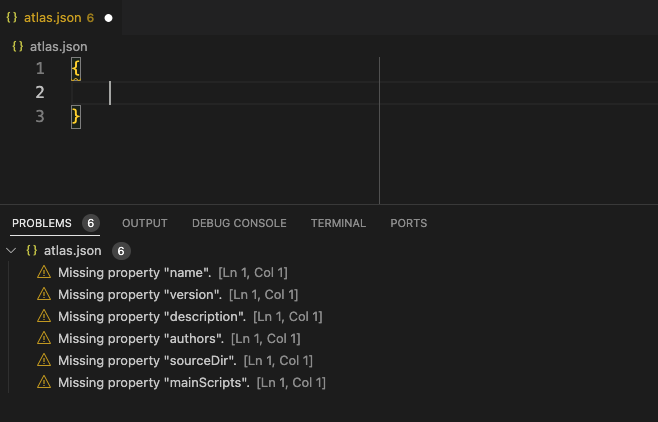 {} atlas.json 6 ●
{} atlas.json
1 {
2
3 }
PROBLEMS 6 OUTPUT DEBUG CONSOLE TERMINAL PORTS
{} atlas.json 6
Missing property "name". [Ln 1, Col 1]
Missing property "version". [Ln 1, Col 1]
Missing property "description". [Ln 1, Col 1]
Missing property "authors". [Ln 1, Col 1]
Missing property "sourceDir". [Ln 1, Col 1]
Missing property "mainScripts". [Ln 1, Col 1]